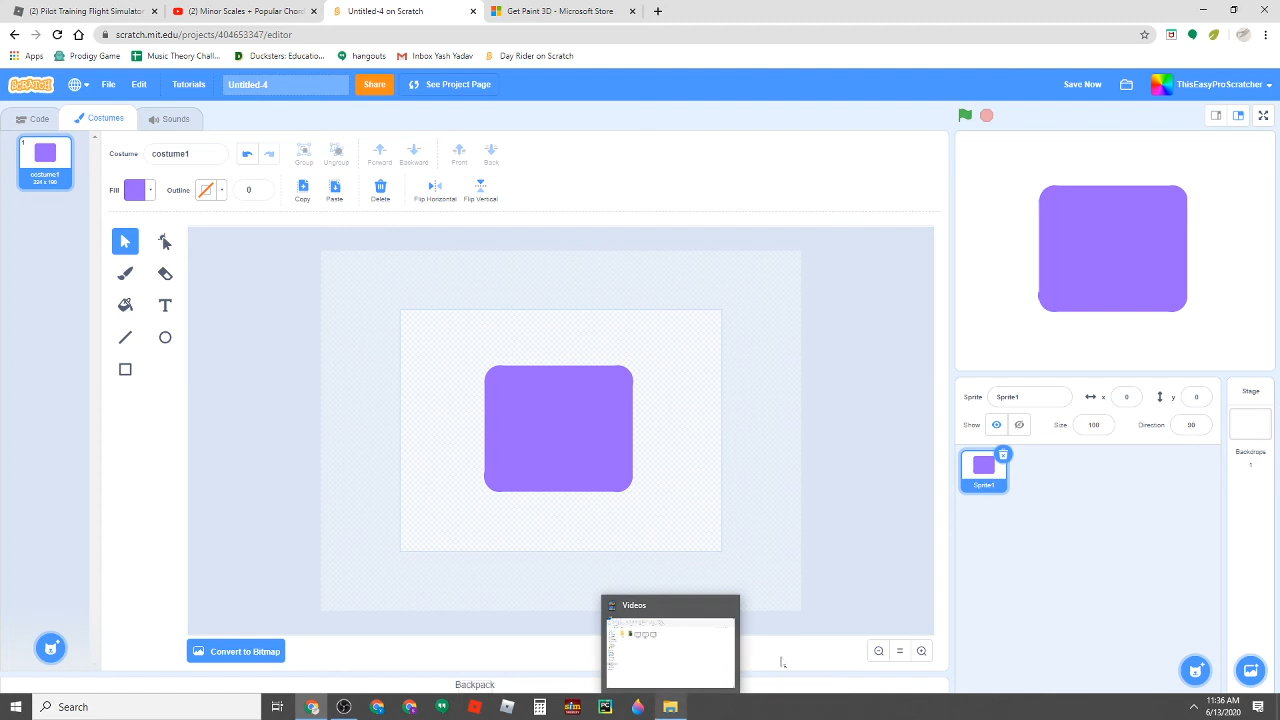 (2) Pilot Training Flight Simulator
(2) Minor Scales + Popular Chord
Untitled-4 on Scratch
Get Paint 3D - Microsoft Store
scratch.mit.edu/projects/404653347/editor
Apps
Prodigy Game
Music Theory Chall...
Ducksters: Educatio...
hangouts
Inbox Yash Yadav
Day Rider on Scratch
SCRATCH
File
Edit
Tutorials
Untitled-4
Share
See Project Page
Save Now
ThisEasyProScratcher
Code
Costumes
Sounds
1
costume1
224 x 190
Costume
costume1
Group
Ungroup
Forward
Backward
Front
Back
Fill
Outline
0
Copy
Paste
Delete
Flip Horizontal
Flip Vertical
T
Convert to Bitmap
Videos
Backpack
Sprite
Sprite1
x
0
y
0
Show
Size
100
Direction
90
Sprite1
Stage
Backdrops
1
Search
11:36 AM
6/13/2020